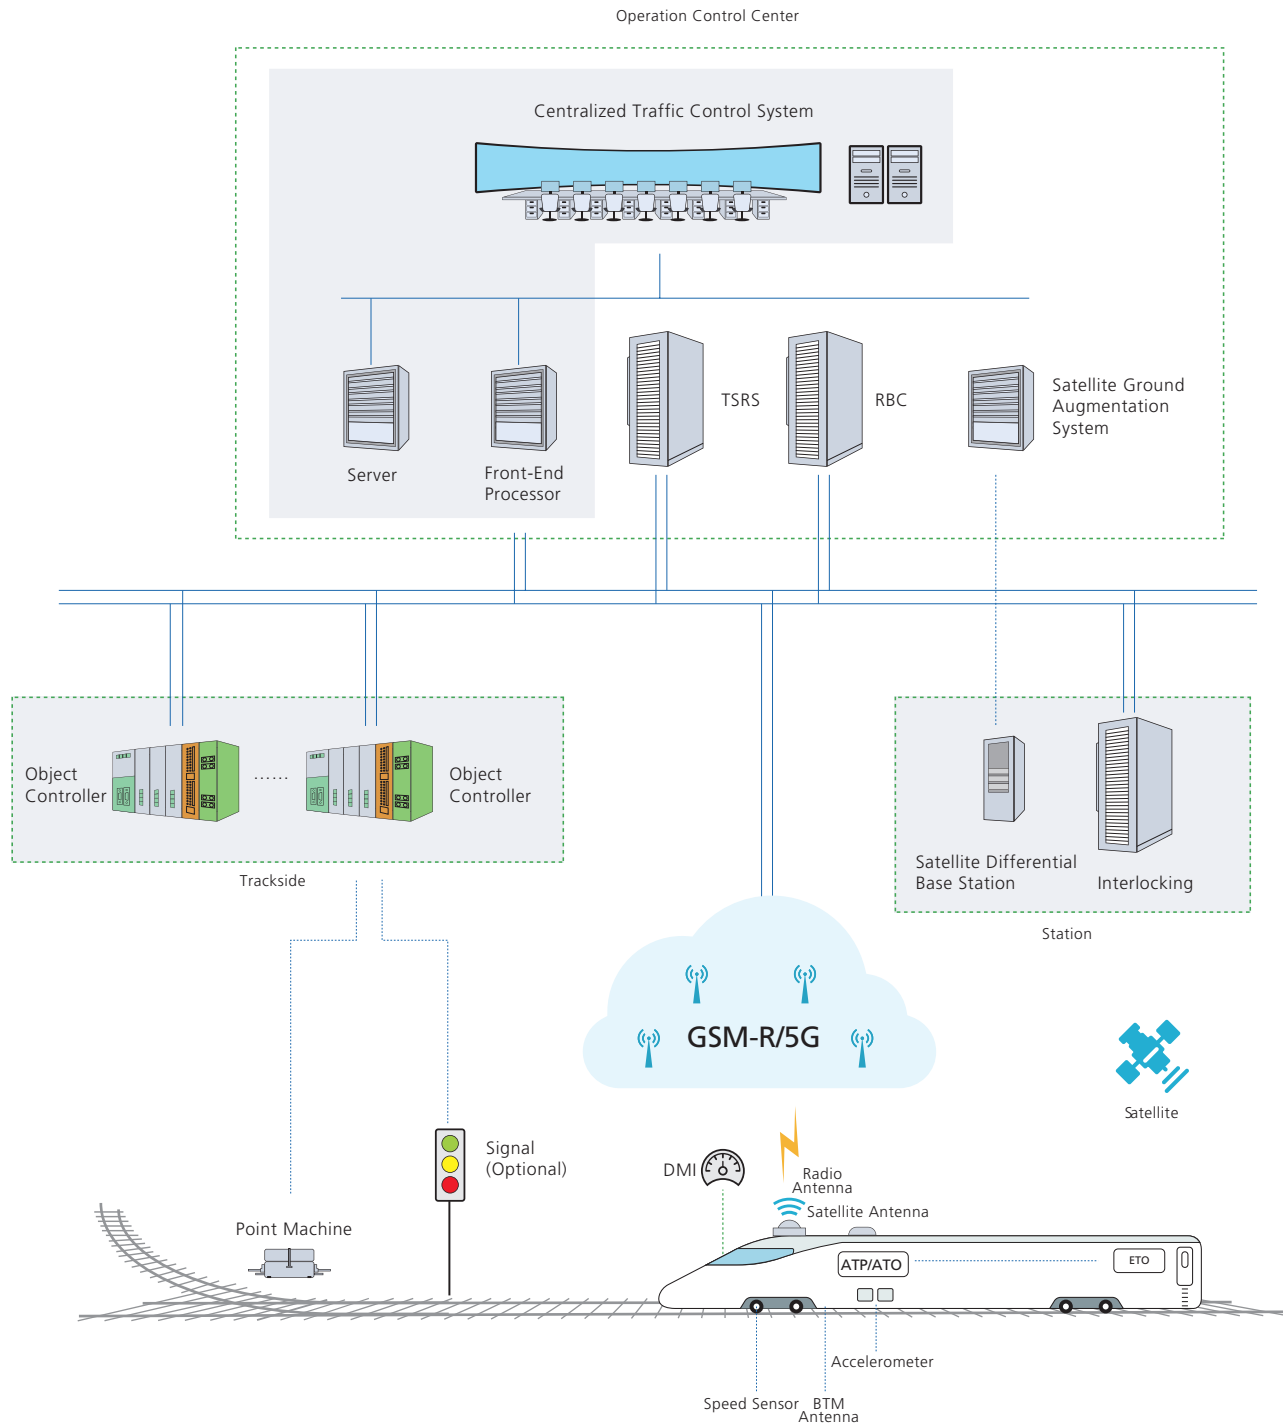 Operation Control Center
Centralized Traffic Control System
Server
Front-End
Processor
TSRS
RBC
Satellite Ground
Augmentation
System
Object
Controller
......
Object
Controller
Trackside
Satellite Differential
Base Station
Interlocking
Station
GSM-R/5G
Satellite
Signal
(Optional)
DMI
Radio
Antenna
Satellite Antenna
Point Machine
ATP/ATO
ETO
Accelerometer
Speed Sensor
BTM
Antenna